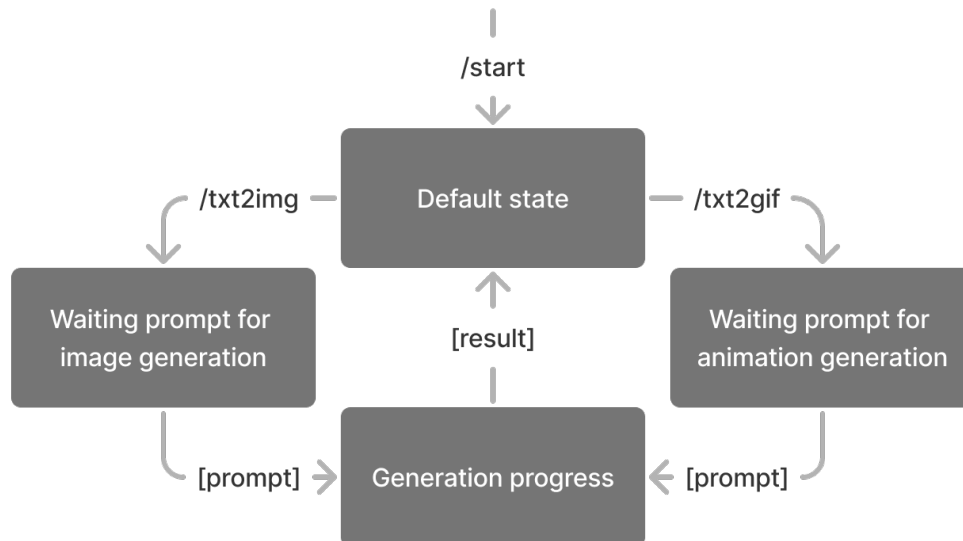 /start
/txt2img
Default state
/txt2gif
Waiting prompt for
image generation
[result]
Waiting prompt for
animation generation
[prompt]
Generation progress
[prompt]